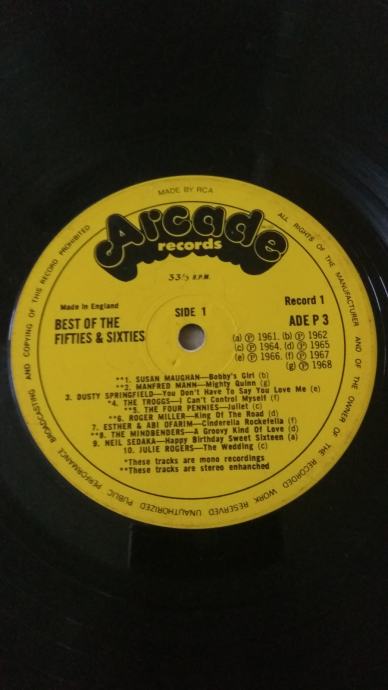 MADE BY RCA
ALL RIGHTS OF THE MANUFACTURER AND OF THE OWNER OF THE RECORDED WORK RESERVED UNAUTHORIZED PUBLIC PERFORMANCE BROADCASTING AND COPYING OF THIS RECORD PROHIBITED
Arcade
records
33⅓ R.P.M.
Made in England
BEST OF THE
FIFTIES & SIXTIES
SIDE 1
Record 1
ADE P 3
(a) ℗ 1961. (b) ℗ 1962
(c) ℗ 1964. (d) ℗ 1965
(e) ℗ 1966. (f) ℗ 1967
(g) ℗ 1968
**1. SUSAN MAUGHAN—Bobby's Girl (b)
**2. MANFRED MANN—Mighty Quinn (g)
3. DUSTY SPRINGFIELD—You Don't Have To Say You Love Me (e)
*4. THE TROGGS—I Can't Control Myself (f)
**5. THE FOUR PENNIES—Juliet (c)
**6. ROGER MILLER—King Of The Road (d)
7. ESTHER & ABI OFARIM—Cinderella Rockefella (f)
**8. THE MINDBENDERS—A Groovy Kind Of Love (d)
9. NEIL SEDAKA—Happy Birthday Sweet Sixteen (a)
10. JULIE ROGERS—The Wedding (c)
*These tracks are mono recordings
**These tracks are stereo enhanched